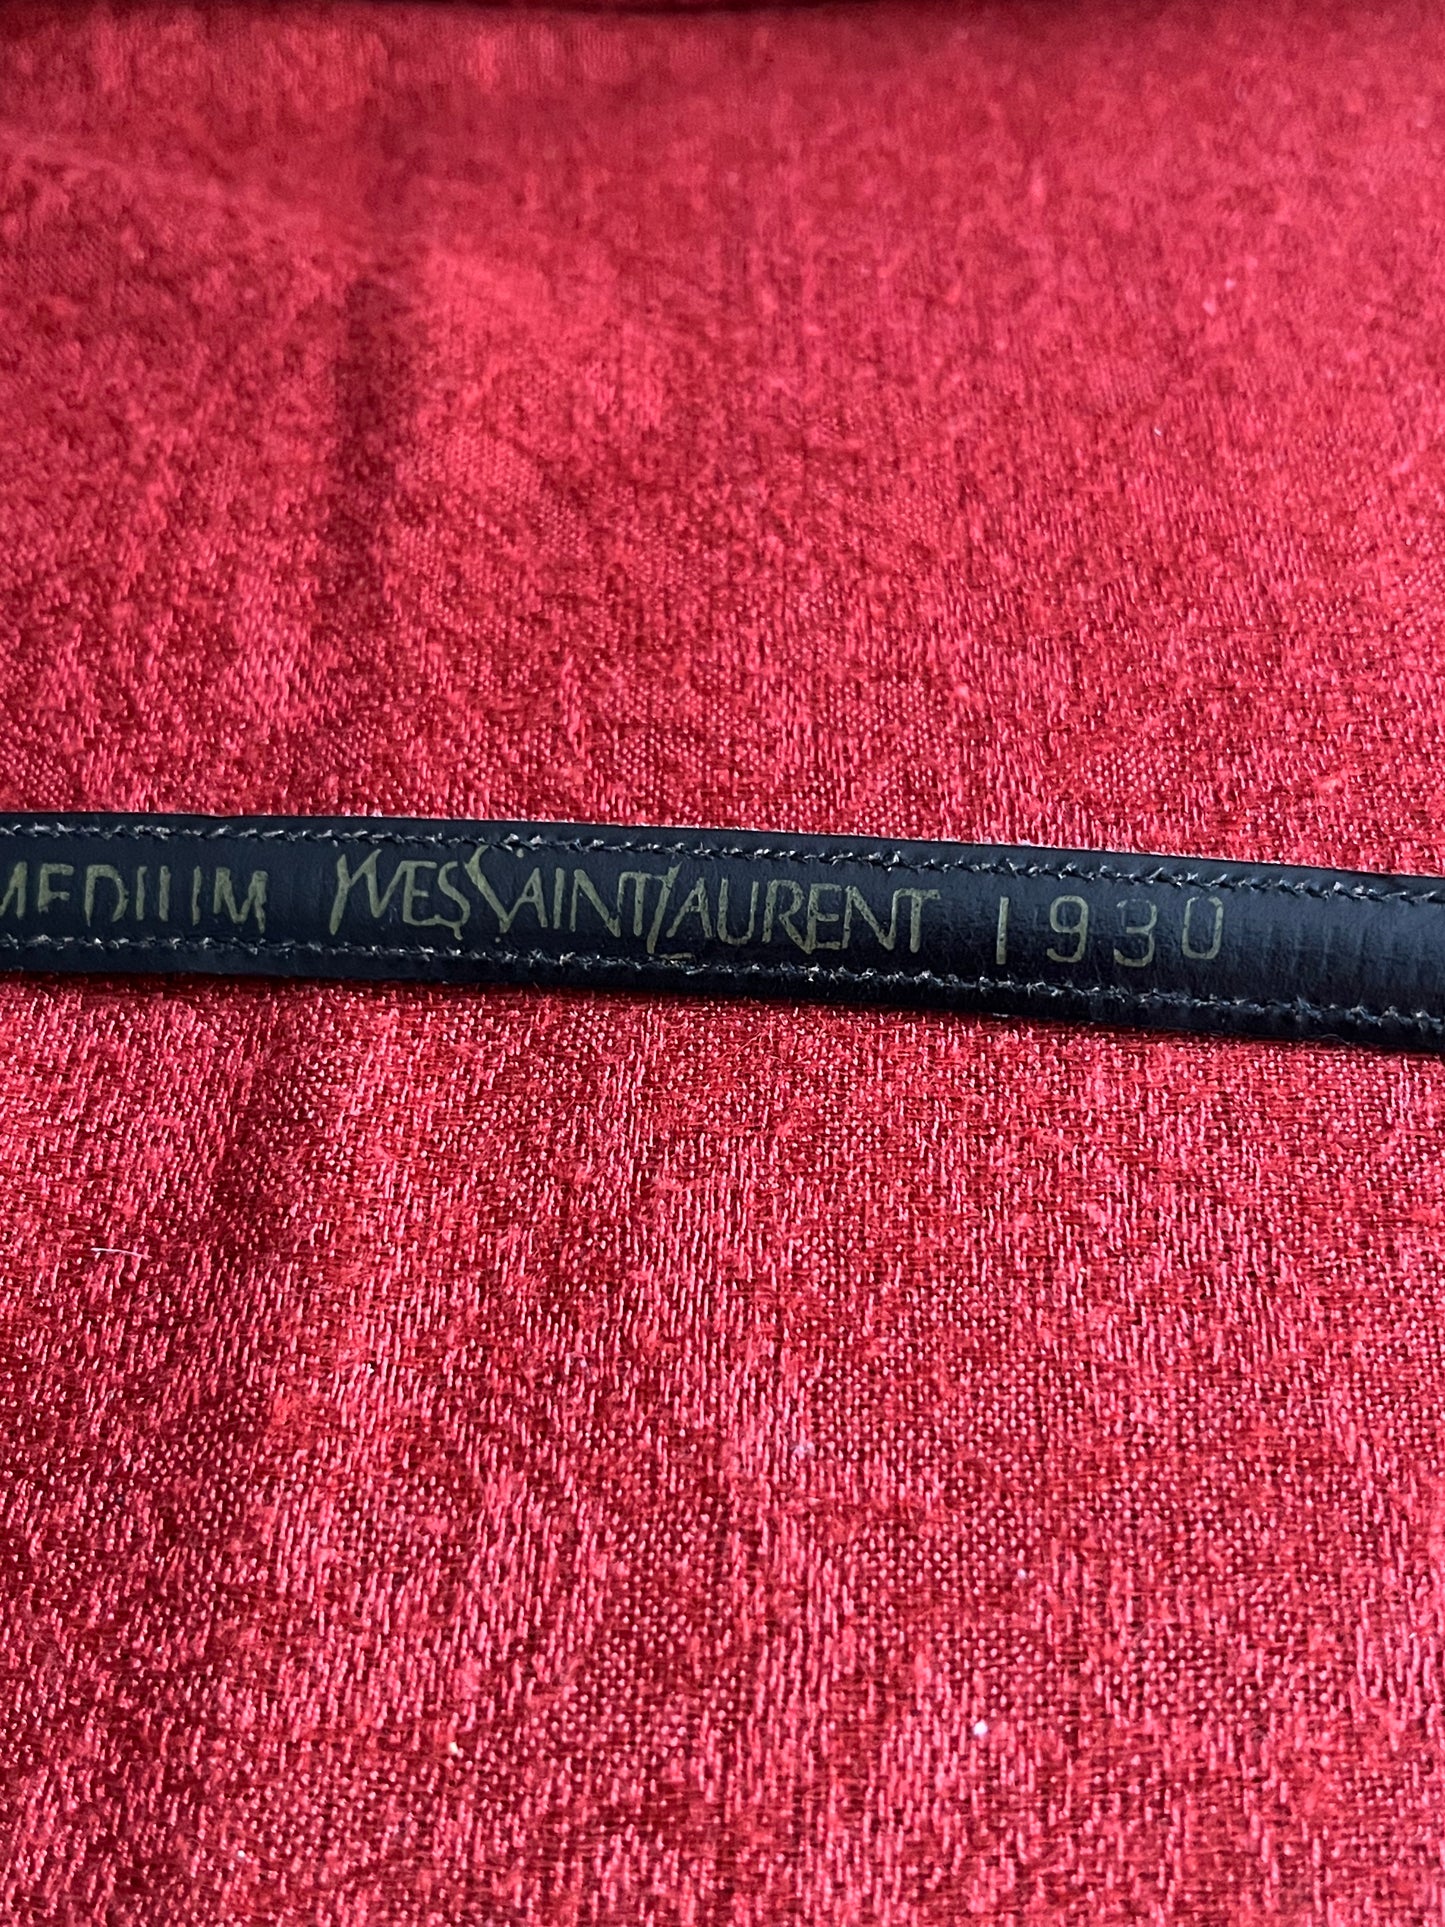 MEDIUM YVES SAINT LAURENT 1930